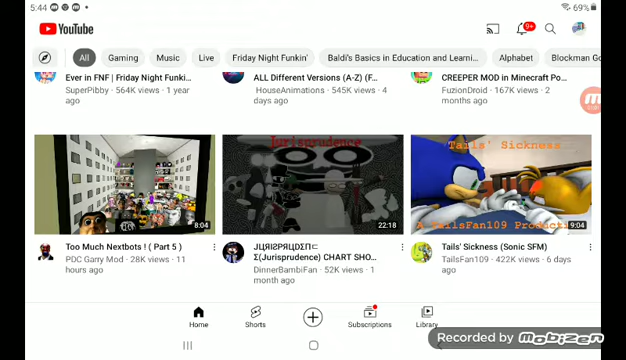 5:44
69%
YouTube
9+
All
Gaming
Music
Live
Friday Night Funkin'
Baldi's Basics in Education and Learni...
Alphabet
Blockman Go
Ever in FNF | Friday Night Funki...
SuperPibby · 564K views · 1 year ago
ALL Different Versions (A-Z) (F...
HouseAnimations · 545K views · 4 days ago
CREEPER MOD in Minecraft Po...
FuzionDroid · 167K views · 2 months ago
8:04
Jurisprudence
22:18
Tails' Sickness
A TailsFan109 Producti
9:04
Too Much Nextbots ! ( Part 5 )
PDC Garry Mod · 28K views · 11 hours ago
(Jurisprudence) CHART SHO...
DinnerBambiFan · 52K views · 1 month ago
Tails' Sickness (Sonic SFM)
TailsFan109 · 422K views · 6 days ago
Home
Shorts
Subscriptions
Library
Recorded by Mobizen